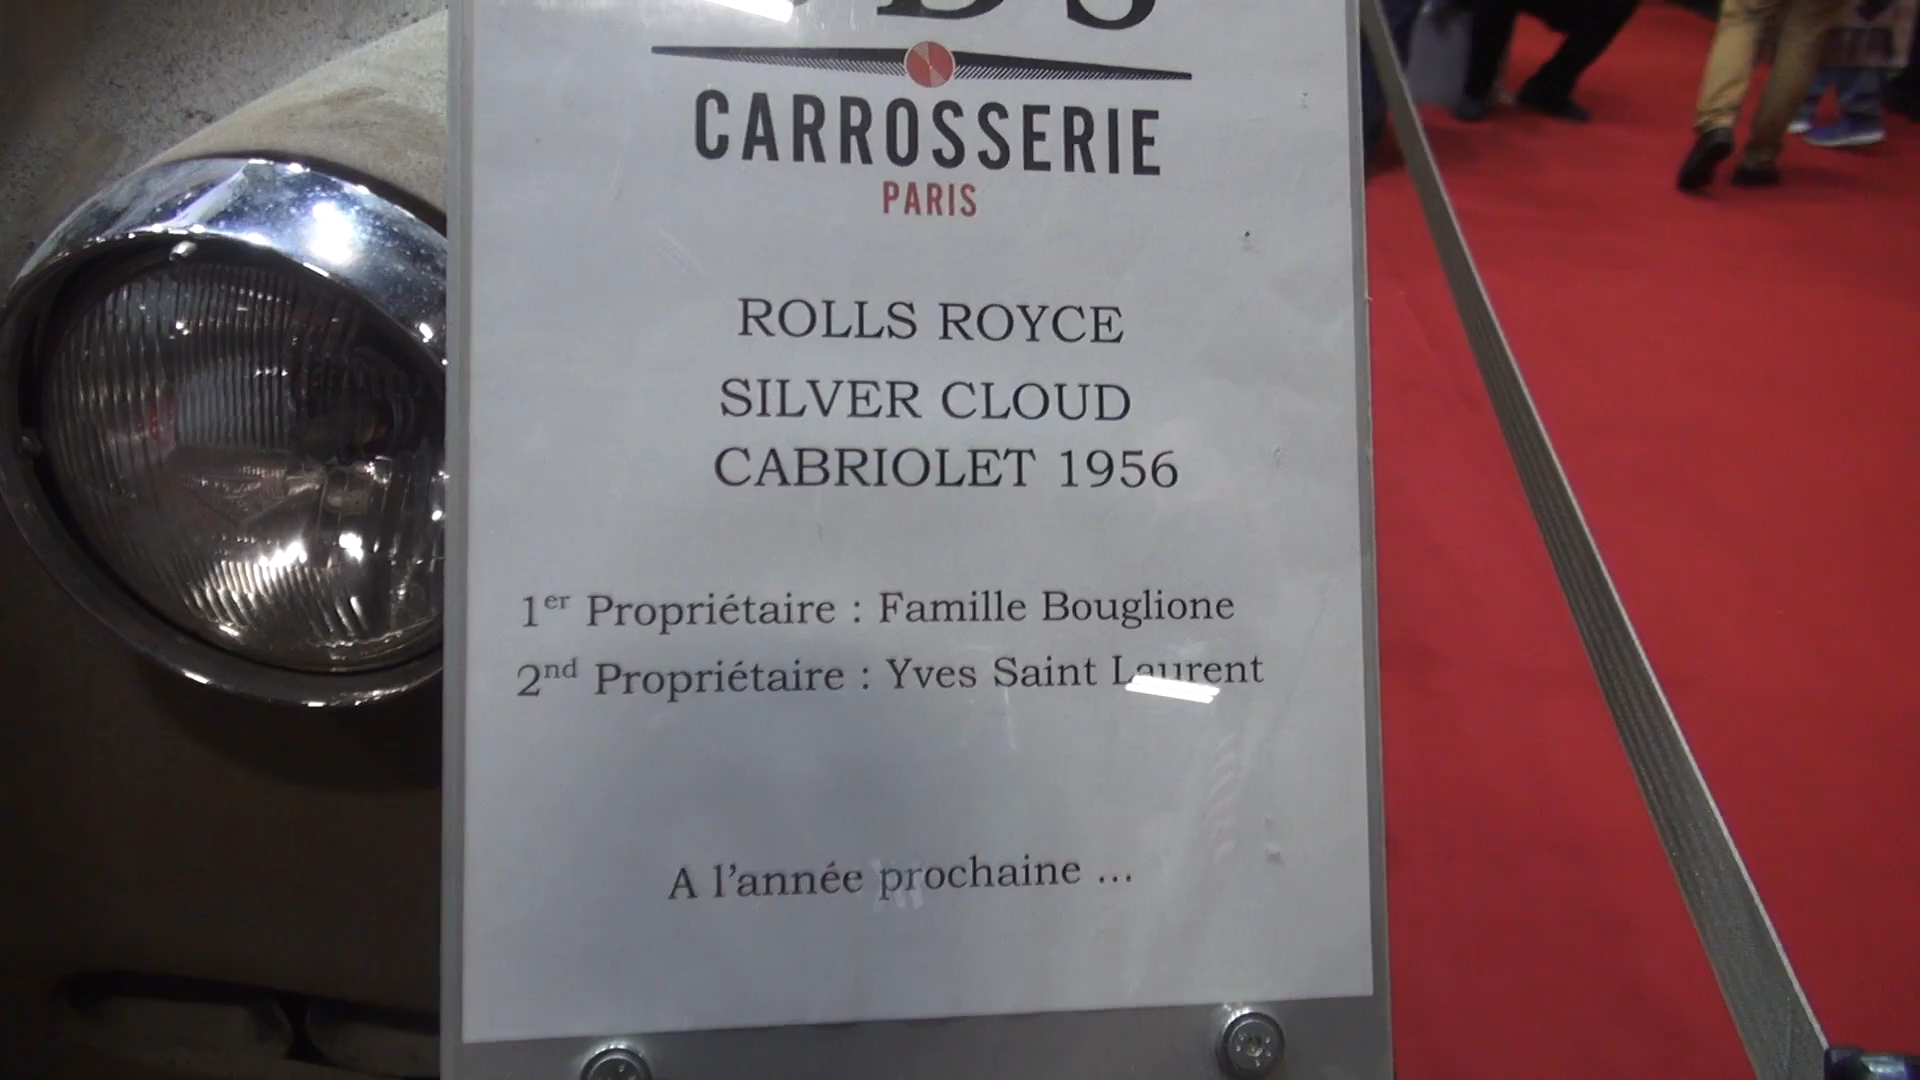 CARROSSERIE
PARIS
ROLLS ROYCE
SILVER CLOUD
CABRIOLET 1956
1er Propriétaire : Famille Bouglione
2nd Propriétaire : Yves Saint Laurent
A l'année prochaine ...